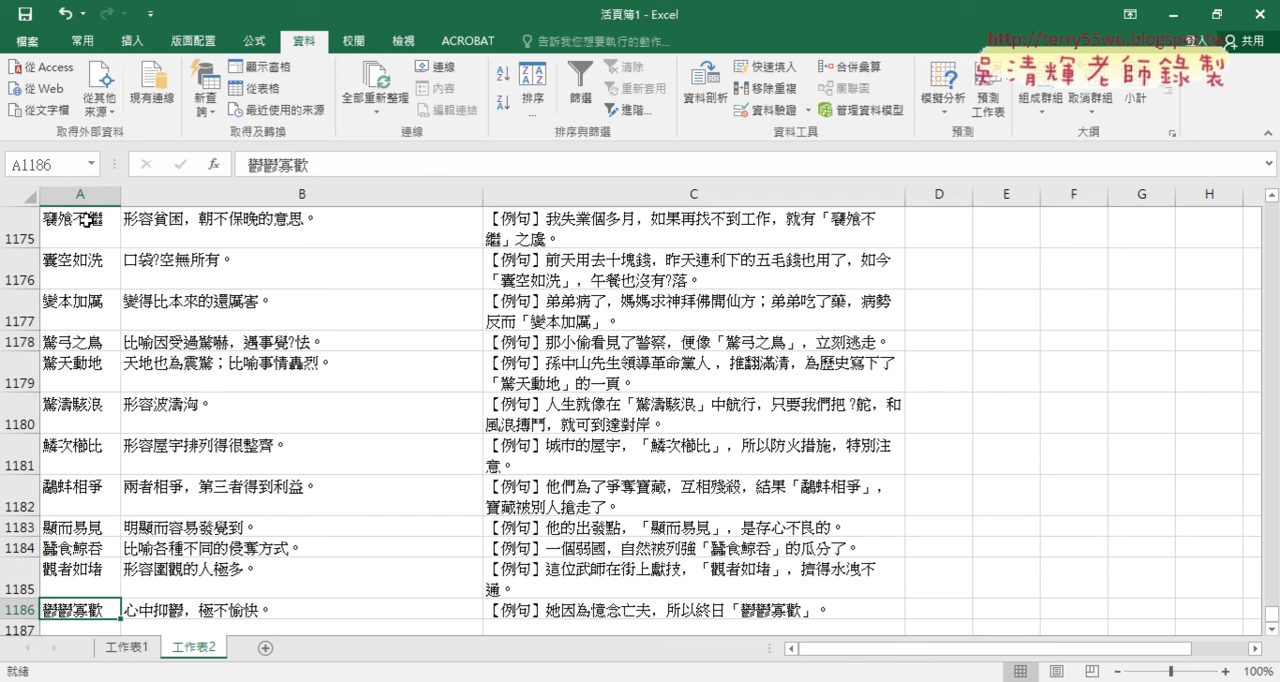 活頁簿1 - Excel
檔案 常用 插入 版面配置 公式 資料 校閱 檢視 ACROBAT 告訴我您想要執行的動作... 共用
http://terry55wu.blogspot.tw
吳清輝老師錄製
從 Access
從 Web
從文字檔
從其他來源
現有連線
取得外部資料
新查詢
顯示窗格
從表格
最近使用的來源
取得及轉換
全部重新整理
連線
內容
編輯連結
連線
排序
篩選
清除
重新套用
進階...
排序與篩選
資料剖析
快速填入
移除重複
資料驗證
合併彙算
關聯圖
管理資料模型
資料工具
模擬分析
預測工作表
預測
組成群組
取消群組
小計
大綱
A1186 fx 鬱鬱寡歡
A B C D E F G H
1175 饔飧不繼 形容貧困，朝不保晚的意思。 【例句】我失業個多月，如果再找不到工作，就有「饔飧不
繼」之虞。
1176 囊空如洗 口袋?空無所有。 【例句】前天用去十塊錢，昨天連利下的五毛錢也用了，如今
「囊空如洗」，午餐也沒有?落。
1177 變本加厲 變得比本來的還厲害。 【例句】弟弟病了，媽媽求神拜佛開仙方；弟弟吃了藥，病勢
反而「變本加厲」。
1178 驚弓之鳥 比喻因受過驚嚇，遇事覺?怯。 【例句】那小偷看見了警察，便像「驚弓之鳥」，立刻逃走。
1179 驚天動地 天地也為震驚；比喻事情轟烈。 【例句】孫中山先生領導革命黨人 ，推翻滿清，為歷史寫下了
「驚天動地」的一頁。
1180 驚濤駭浪 形容波濤洶。 【例句】人生就像在「驚濤駭浪」中航行，只要我們把 ?舵，和
風浪搏鬥，就可到達對岸。
1181 鱗次櫛比 形容屋宇排列得很整齊。 【例句】城市的屋宇，「鱗次櫛比」，所以防火措施，特別注
意。
1182 鷸蚌相爭 兩者相爭，第三者得到利益。 【例句】他們為了爭奪寶藏，互相殘殺，結果「鷸蚌相爭」，
寶藏被別人搶走了。
1183 顯而易見 明顯而容易發覺到。 【例句】他的出發點，「顯而易見」，是存心不良的。
1184 蠶食鯨吞 比喻各種不同的侵奪方式。 【例句】一個弱國，自然被列強「蠶食鯨吞」的瓜分了。
1185 觀者如堵 形容圍觀的人極多。 【例句】這位武師在街上獻技，「觀者如堵」，擠得水洩不
通。
1186 鬱鬱寡歡 心中抑鬱，極不愉快。 【例句】她因為憶念亡夫，所以終日「鬱鬱寡歡」。
1187
工作表1 工作表2
就緒 100%